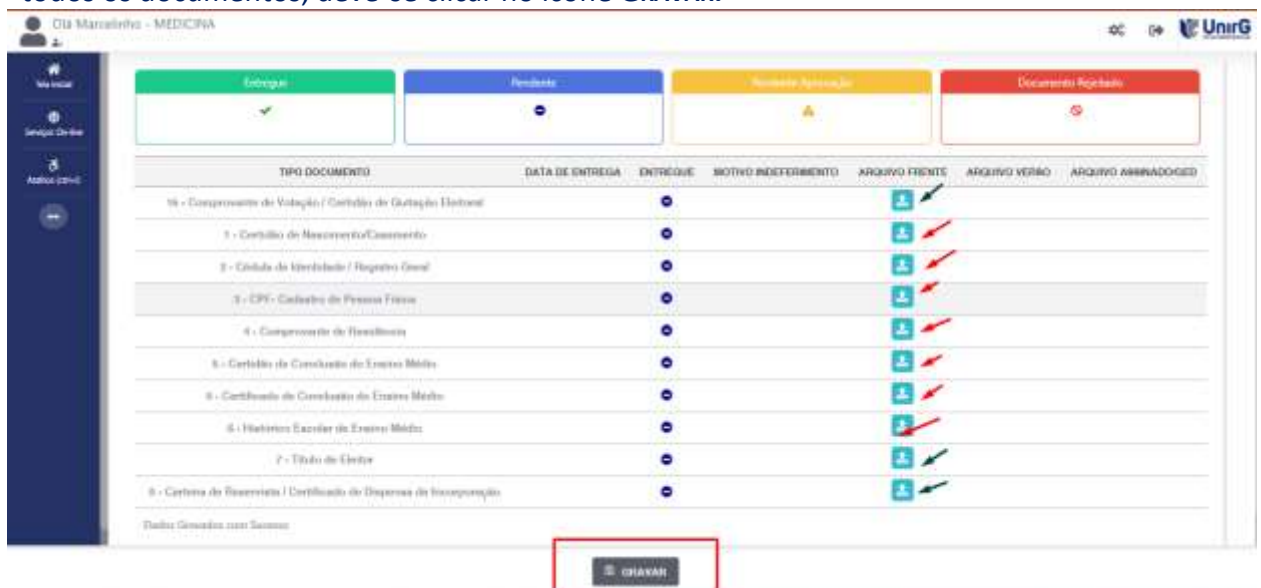 todos os documentos, deve-se clicar no ícone GRAVAR.
Olá Marcelinho - MEDICINA
UnirG
Tela Inicial
Serviços On-line
Entregue
Pendente
Pendente Aprovação
Documento Rejeitado
TIPO DOCUMENTO DATA DE ENTREGA ENTREGUE MOTIVO INDEFERIMENTO ARQUIVO FRENTE ARQUIVO VERSO ARQUIVO ASSINADO/GED
16 - Comprovante de Votação / Certidão de Quitação Eleitoral
1 - Certidão de Nascimento/Casamento
2 - Cédula de Identidade / Registro Geral
3 - CPF- Cadastro de Pessoa Física
4 - Comprovante de Residência
5 - Certidão de Conclusão do Ensino Médio
- Certificado de Conclusão do Ensino Médio
6 - Histórico Escolar do Ensino Médio
7 - Título de Eleitor
8 - Carteira de Reservista / Certificado de Dispensa de Incorporação
Dados Gravados com Sucesso
GRAVAR